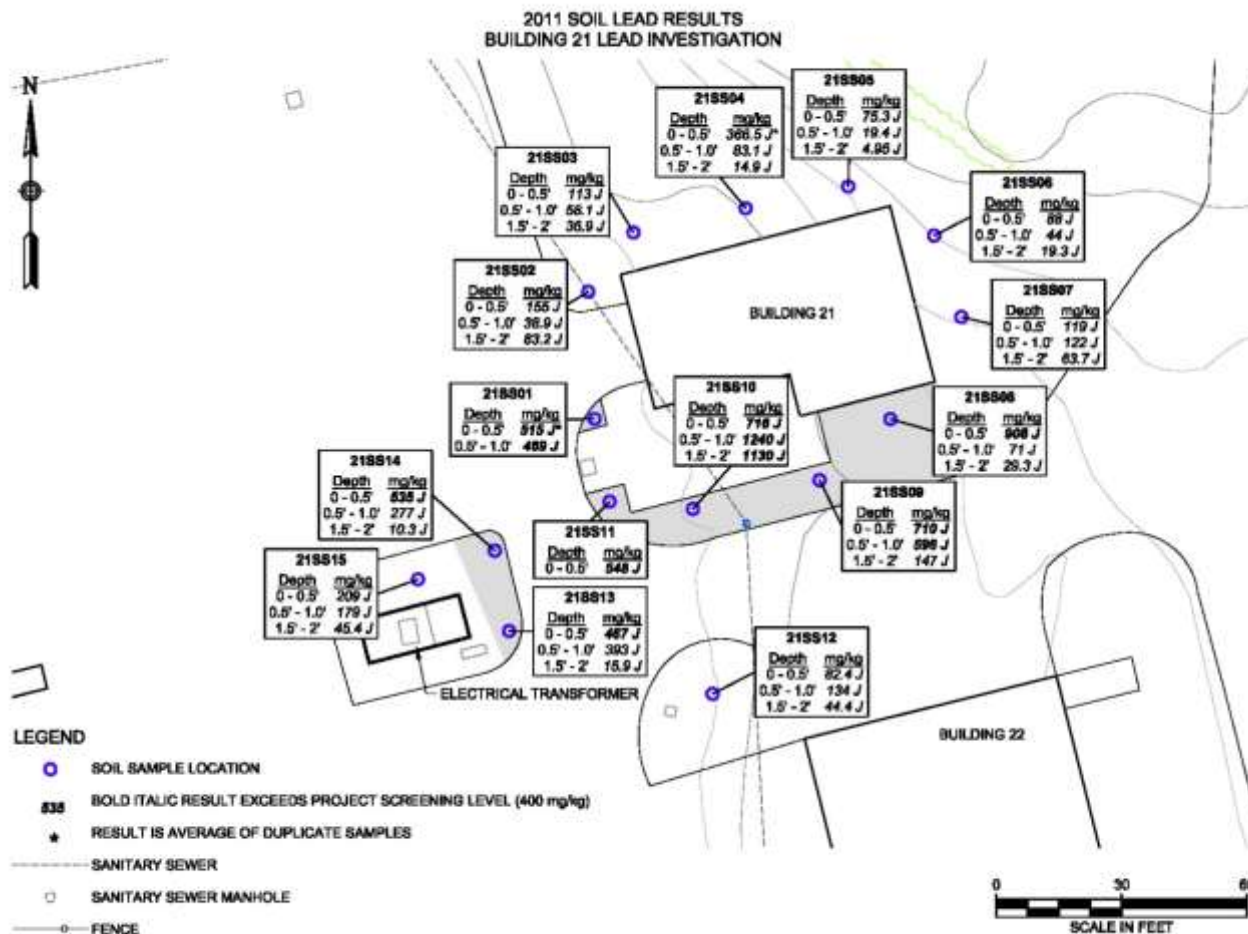 2011 SOIL LEAD RESULTS
BUILDING 21 LEAD INVESTIGATION
N
21SS05
Depth mg/kg
0 - 0.5' 75.3 J
0.5' - 1.0' 19.4 J
1.5' - 2' 4.95 J
21SS04
Depth mg/kg
0 - 0.5' 366.5 J*
0.5' - 1.0' 83.1 J
1.5' - 2' 14.9 J
21SS03
Depth mg/kg
0 - 0.5' 113 J
0.5' - 1.0' 58.1 J
1.5' - 2' 36.9 J
21SS06
Depth mg/kg
0 - 0.5' 88 J
0.5' - 1.0' 44 J
1.5' - 2' 19.3 J
21SS02
Depth mg/kg
0 - 0.5' 155 J
0.5' - 1.0' 38.9 J
1.5' - 2' 83.2 J
BUILDING 21
21SS07
Depth mg/kg
0 - 0.5' 119 J
0.5' - 1.0' 122 J
1.5' - 2' 63.7 J
21SS01
Depth mg/kg
0 - 0.5' 515 J*
0.5' - 1.0' 469 J
21SS10
Depth mg/kg
0 - 0.5' 716 J
0.5' - 1.0' 1240 J
1.5' - 2' 1130 J
21SS08
Depth mg/kg
0 - 0.5' 908 J
0.5' - 1.0' 71 J
1.5' - 2' 29.3 J
21SS14
Depth mg/kg
0 - 0.5' 535 J
0.5' - 1.0' 277 J
1.5' - 2' 10.3 J
21SS09
Depth mg/kg
0 - 0.5' 710 J
0.5' - 1.0' 596 J
1.5' - 2' 147 J
21SS11
Depth mg/kg
0 - 0.5' 548 J
21SS15
Depth mg/kg
0 - 0.5' 209 J
0.5' - 1.0' 179 J
1.5' - 2' 45.4 J
21SS13
Depth mg/kg
0 - 0.5' 467 J
0.5' - 1.0' 393 J
1.5' - 2' 15.9 J
21SS12
Depth mg/kg
0 - 0.5' 82.4 J
0.5' - 1.0' 134 J
1.5' - 2' 44.4 J
ELECTRICAL TRANSFORMER
BUILDING 22
LEGEND
SOIL SAMPLE LOCATION
535 BOLD ITALIC RESULT EXCEEDS PROJECT SCREENING LEVEL (400 mg/kg)
* RESULT IS AVERAGE OF DUPLICATE SAMPLES
SANITARY SEWER
SANITARY SEWER MANHOLE
FENCE
0 30
SCALE IN FEET